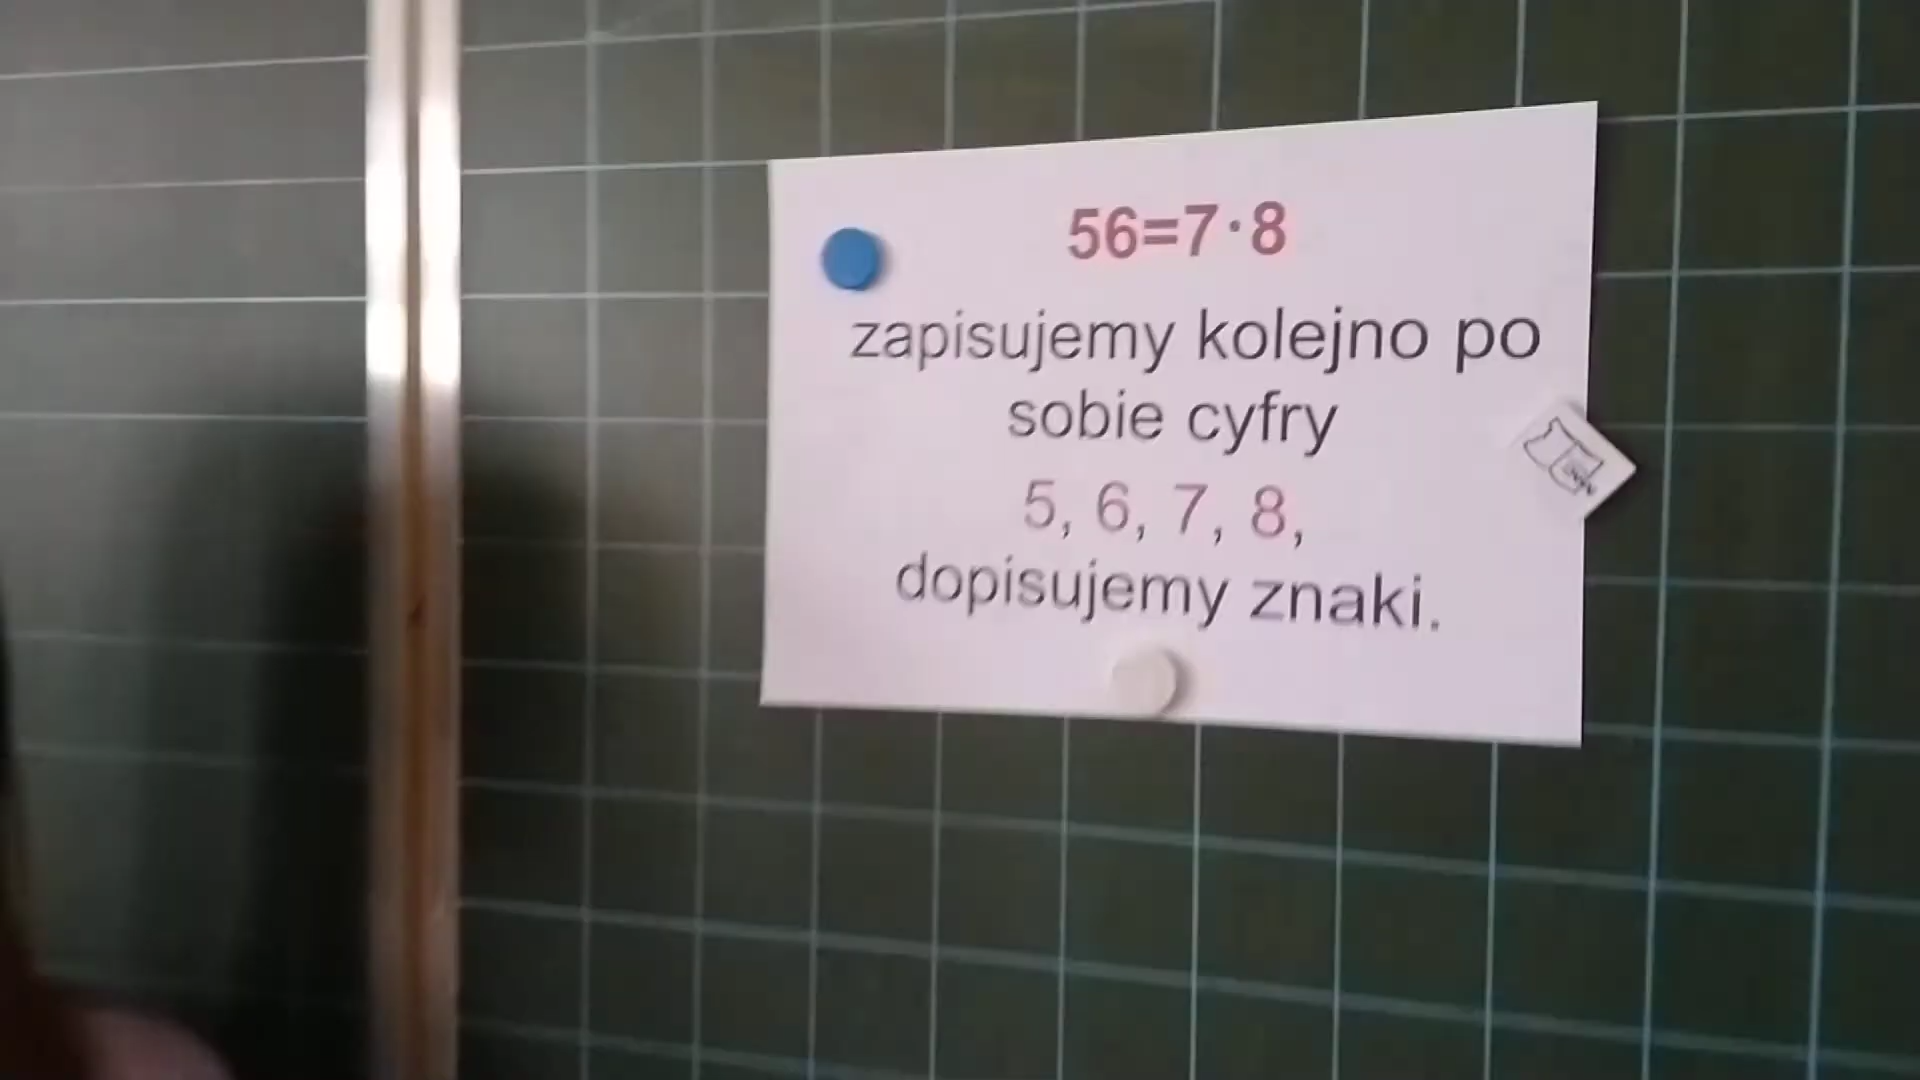 56=7·8
zapisujemy kolejno po
sobie cyfry
5, 6, 7, 8,
dopisujemy znaki.